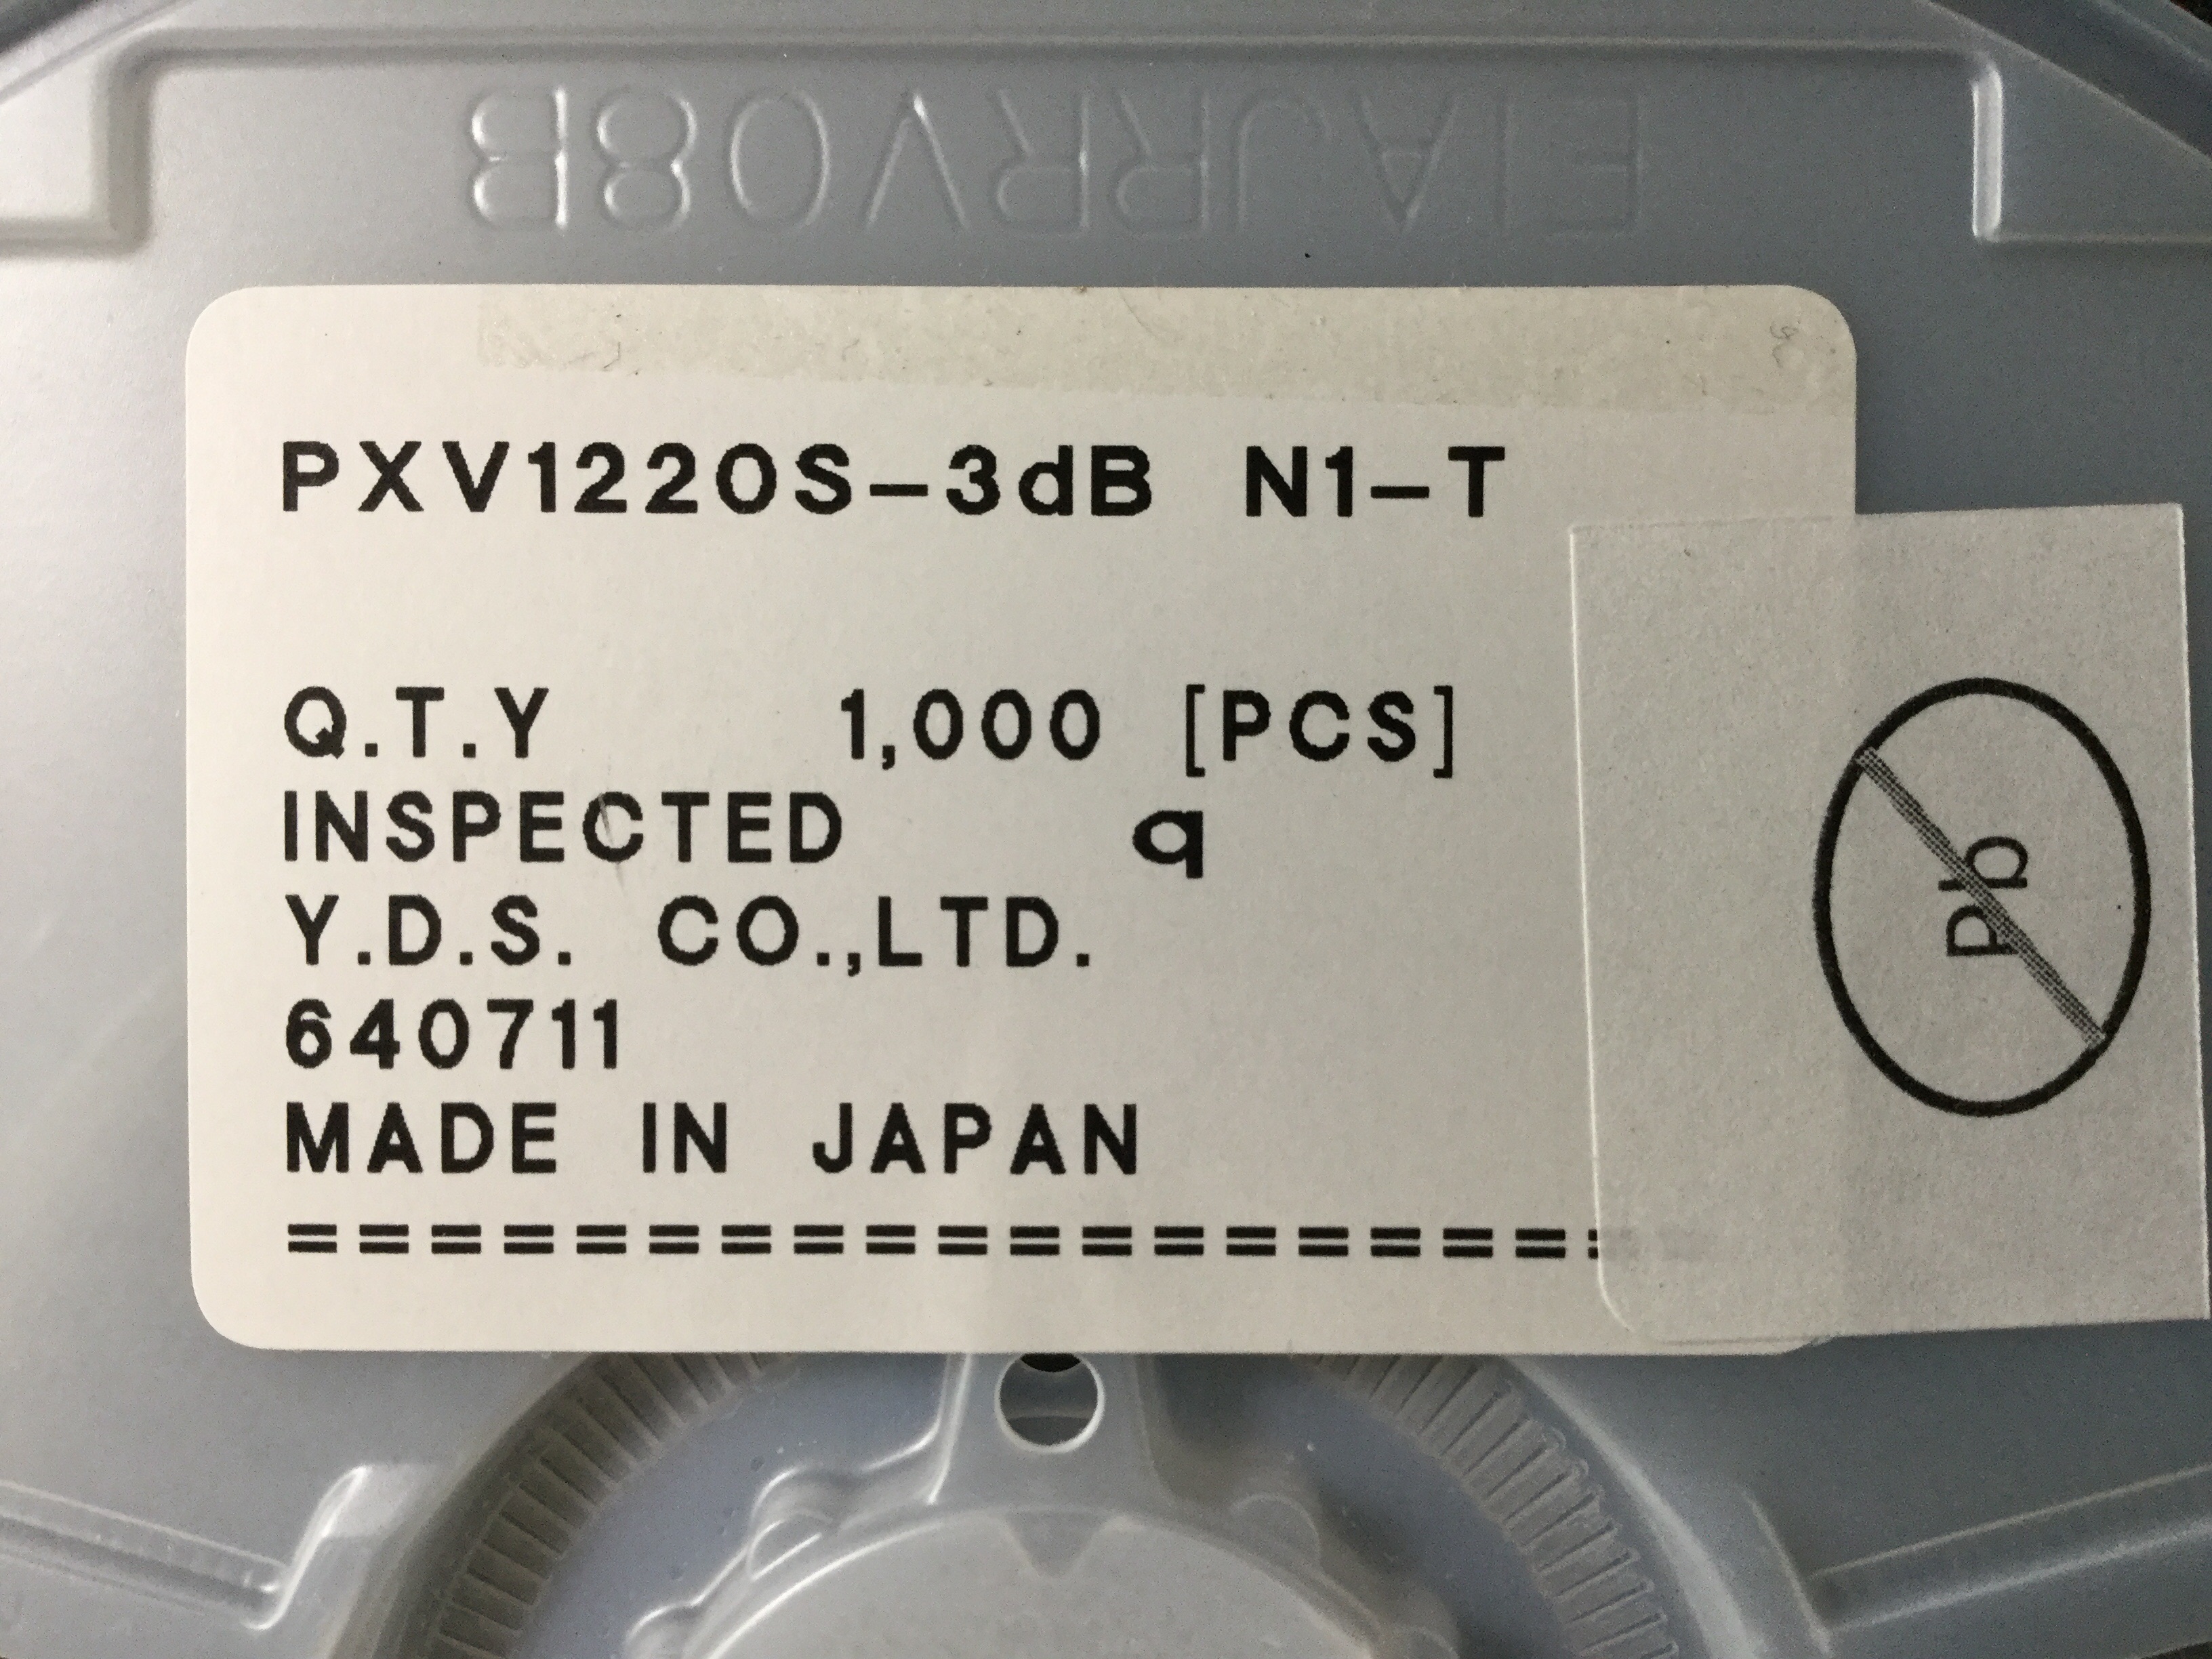 EIAJRRV08B
PXV1220S-3dB N1-T
Q.T.Y 1,000 [PCS]
INSPECTED q
Y.D.S. CO.,LTD.
640711
MADE IN JAPAN
===================
Pb